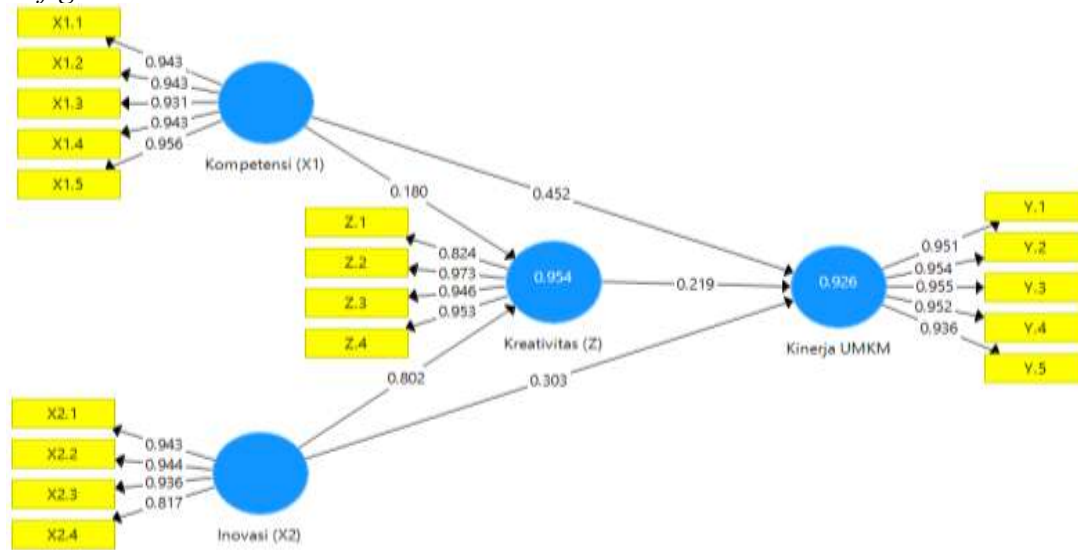 X1.1
X1.2
X1.3
X1.4
X1.5
0.943
0.943
0.931
0.943
0.956
Kompetensi (X1)
0.180
0.452
Z.1
Z.2
Z.3
Z.4
0.824
0.973
0.946
0.953
0.954
Kreativitas (Z)
0.219
0.926
Kinerja UMKM
0.951
0.954
0.955
0.952
0.936
Y.1
Y.2
Y.3
Y.4
Y.5
0.802
0.303
X2.1
X2.2
X2.3
X2.4
0.943
0.944
0.936
0.817
Inovasi (X2)